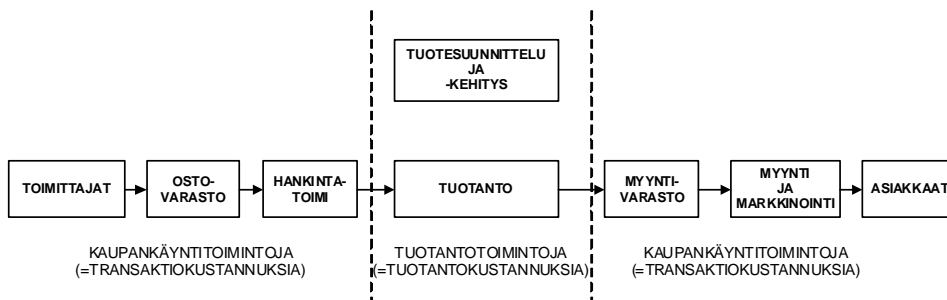 TUOTESUUNNITTELU
JA
-KEHITYS
TOIMITTAJAT
OSTO-
VARASTO
HANKINTA-
TOIMI
TUOTANTO
MYYNTI-
VARASTO
MYYNTI
JA
MARKKINOINTI
ASIAKKAAT
KAUPANKÄYNTITOIMINTOJA
(=TRANSAKTIOKUSTANNUKSIA)
TUOTANTOTOIMINTOJA
(=TUOTANTOKUSTANNUKSIA)
KAUPANKÄYNTITOIMINTOJA
(=TRANSAKTIOKUSTANNUKSIA)